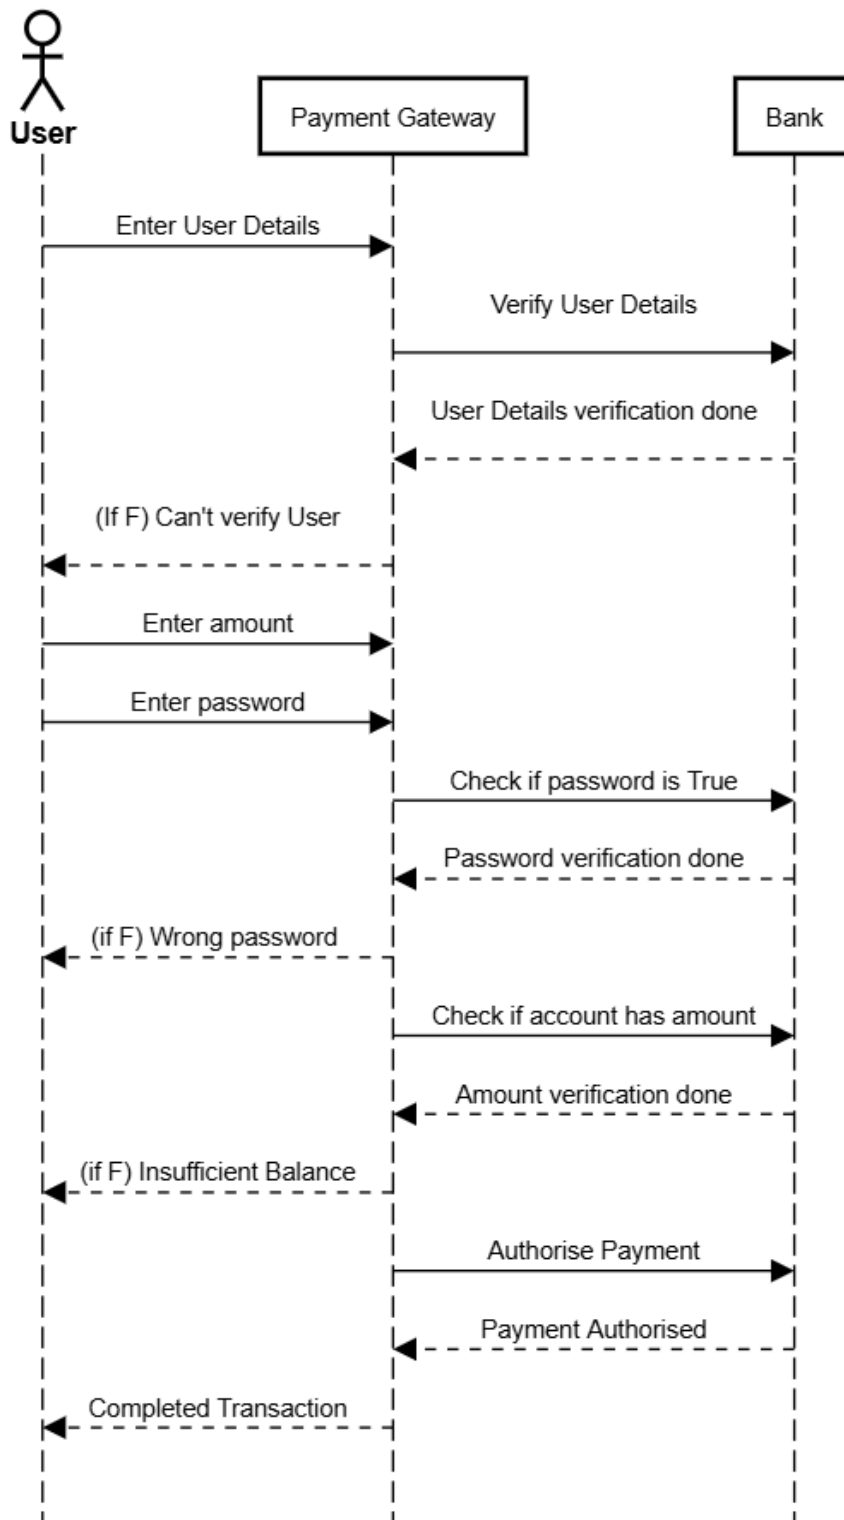 User
Payment Gateway
Bank
Enter User Details
Verify User Details
User Details verification done
(If F) Can't verify User
Enter amount
Enter password
Check if password is True
Password verification done
(if F) Wrong password
Check if account has amount
Amount verification done
(if F) Insufficient Balance
Authorise Payment
Payment Authorised
Completed Transaction